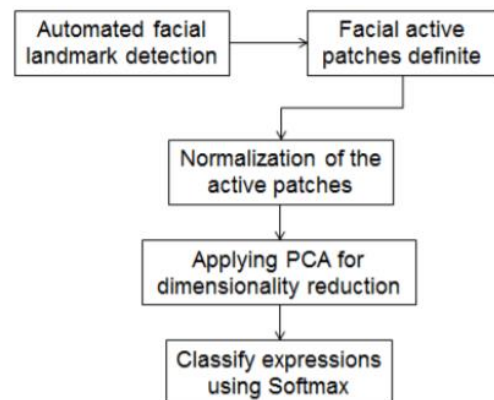 Automated facial
landmark detection
Facial active
patches definite
Normalization of the
active patches
Applying PCA for
dimensionality reduction
Classify expressions
using Softmax